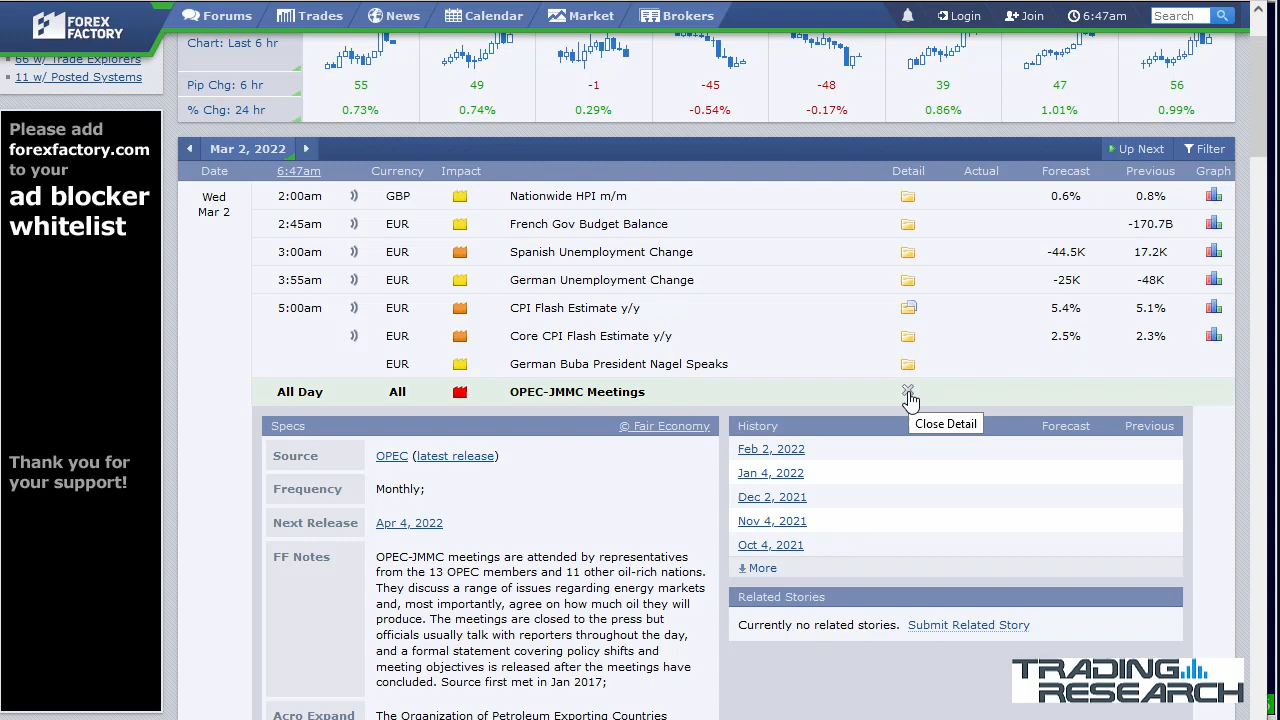 FOREX FACTORY
Forums
Trades
News
Calendar
Market
Brokers
Login
Join
6:47am
Search
66 w/ Trade Explorers
11 w/ Posted Systems
Please add
forexfactory.com
to your
ad blocker
whitelist
Thank you for
your support!
Chart: Last 6 hr
Pip Chg: 6 hr 55 49 -1 -45 -48 39 47 56
% Chg: 24 hr 0.73% 0.74% 0.29% -0.54% -0.17% 0.86% 1.01% 0.99%
Mar 2, 2022 Up Next Filter
Date 6:47am Currency Impact Detail Actual Forecast Previous Graph
Wed
Mar 2
2:00am GBP Nationwide HPI m/m 0.6% 0.8%
2:45am EUR French Gov Budget Balance -170.7B
3:00am EUR Spanish Unemployment Change -44.5K 17.2K
3:55am EUR German Unemployment Change -25K -48K
5:00am EUR CPI Flash Estimate y/y 5.4% 5.1%
EUR Core CPI Flash Estimate y/y 2.5% 2.3%
EUR German Buba President Nagel Speaks
All Day All OPEC-JMMC Meetings
Close Detail
Specs © Fair Economy
Source OPEC (latest release)
Frequency Monthly;
Next Release Apr 4, 2022
FF Notes OPEC-JMMC meetings are attended by representatives
from the 13 OPEC members and 11 other oil-rich nations.
They discuss a range of issues regarding energy markets
and, most importantly, agree on how much oil they will
produce. The meetings are closed to the press but
officials usually talk with reporters throughout the day,
and a formal statement covering policy shifts and
meeting objectives is released after the meetings have
concluded. Source first met in Jan 2017;
Acro Expand The Organization of Petroleum Exporting Countries
History Forecast Previous
Feb 2, 2022
Jan 4, 2022
Dec 2, 2021
Nov 4, 2021
Oct 4, 2021
More
Related Stories
Currently no related stories. Submit Related Story
TRADING
RESEARCH